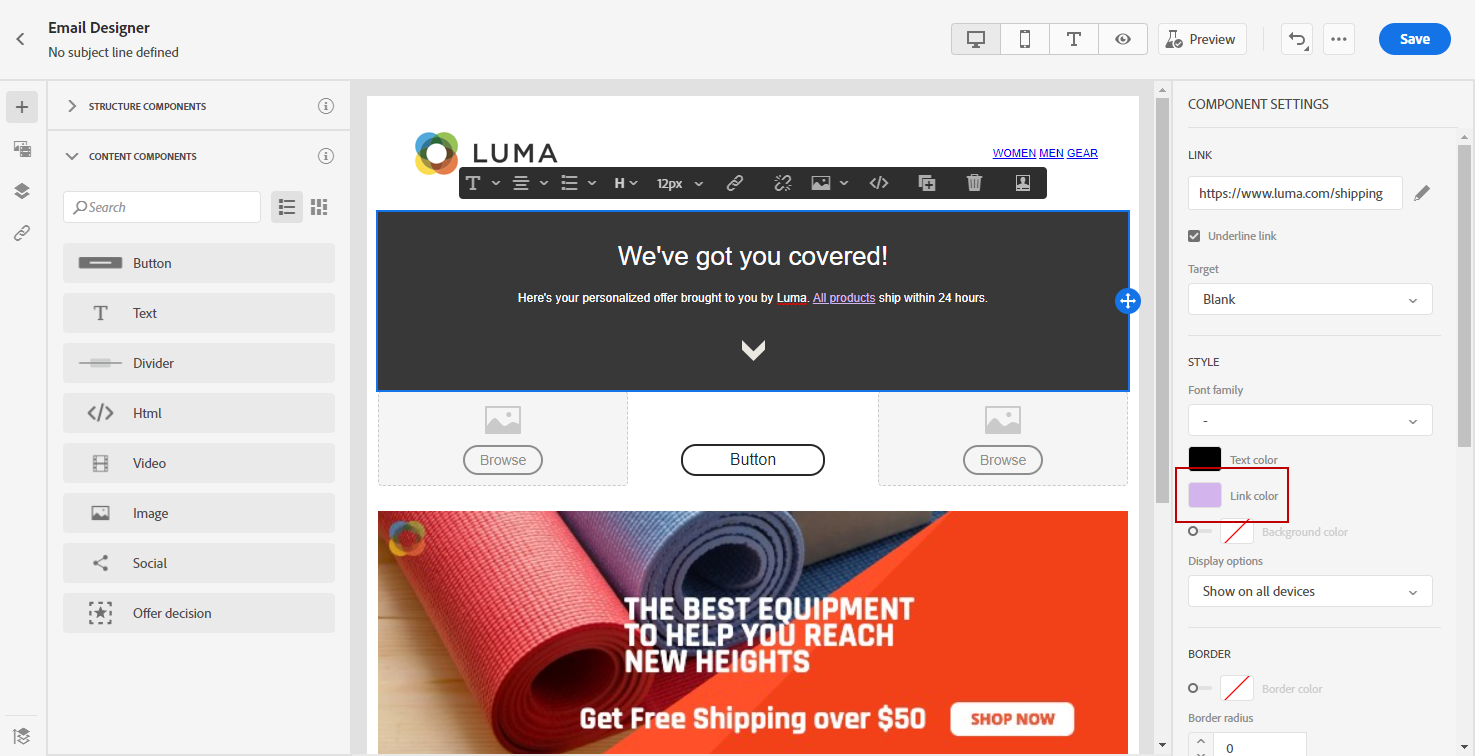 Email Designer
No subject line defined
Preview
Save
STRUCTURE COMPONENTS
CONTENT COMPONENTS
Search
Button
Text
Divider
Html
Video
Image
Social
Offer decision
LUMA
WOMEN MEN GEAR
T
H
12px
We've got you covered!
Here's your personalized offer brought to you by Luma. All products ship within 24 hours.
Browse
Button
Browse
THE BEST EQUIPMENT
TO HELP YOU REACH
NEW HEIGHTS
Get Free Shipping over $50
SHOP NOW
COMPONENT SETTINGS
LINK
https://www.luma.com/shipping
Underline link
Target
Blank
STYLE
Font family
-
Text color
Link color
Background color
Display options
Show on all devices
BORDER
Border color
Border radius
0